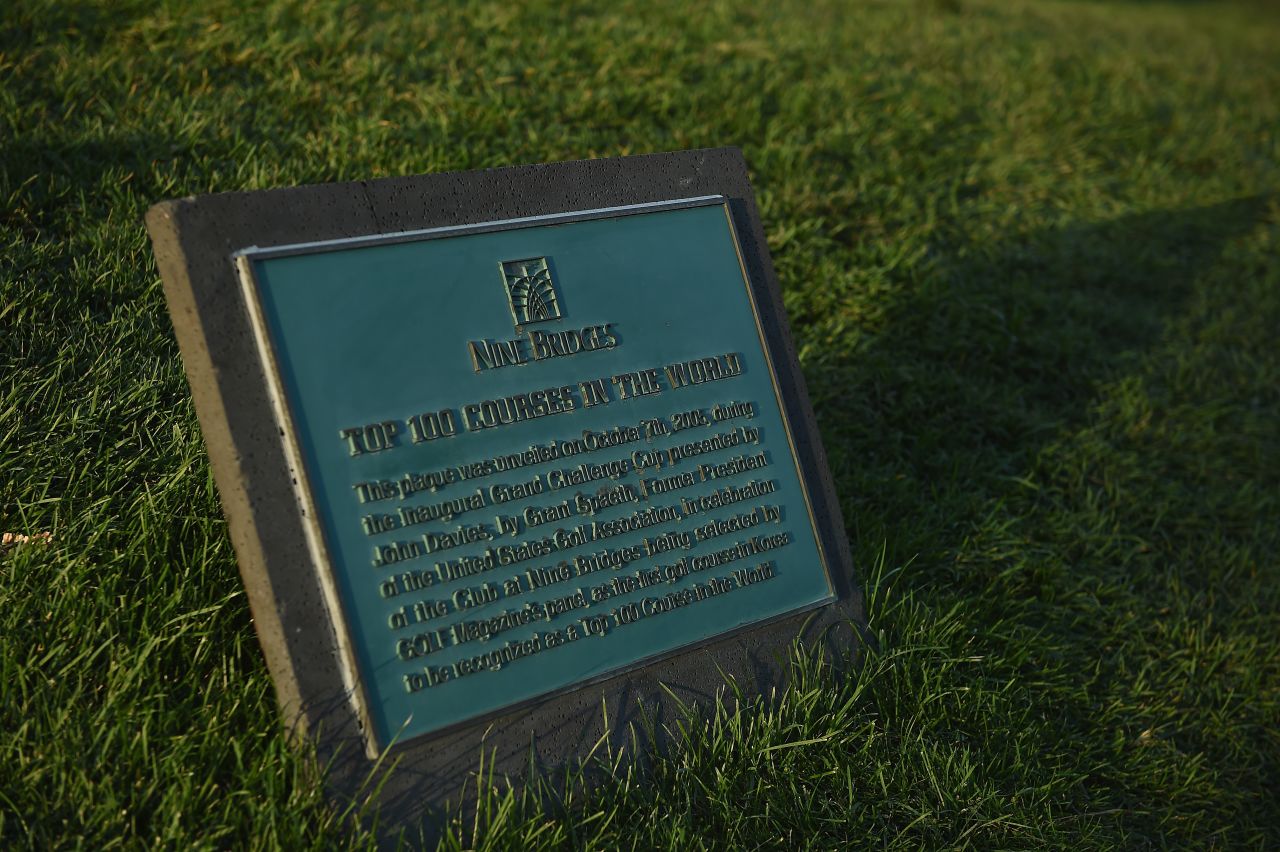 NINE BRIDGES
TOP 100 COURSES IN THE WORLD
This plaque was unveiled on October 7th, 2005, during
the Inaugural Grand Challenge Cup presented by
John Davies, by Gran Epstein, Former President
of the United States Golf Association, in celebration
of the Club at Nine Bridges being selected by
GOLF Magazine's panel, as the first golf course in Korea
to be recognized as a Top 100 Course in the World.